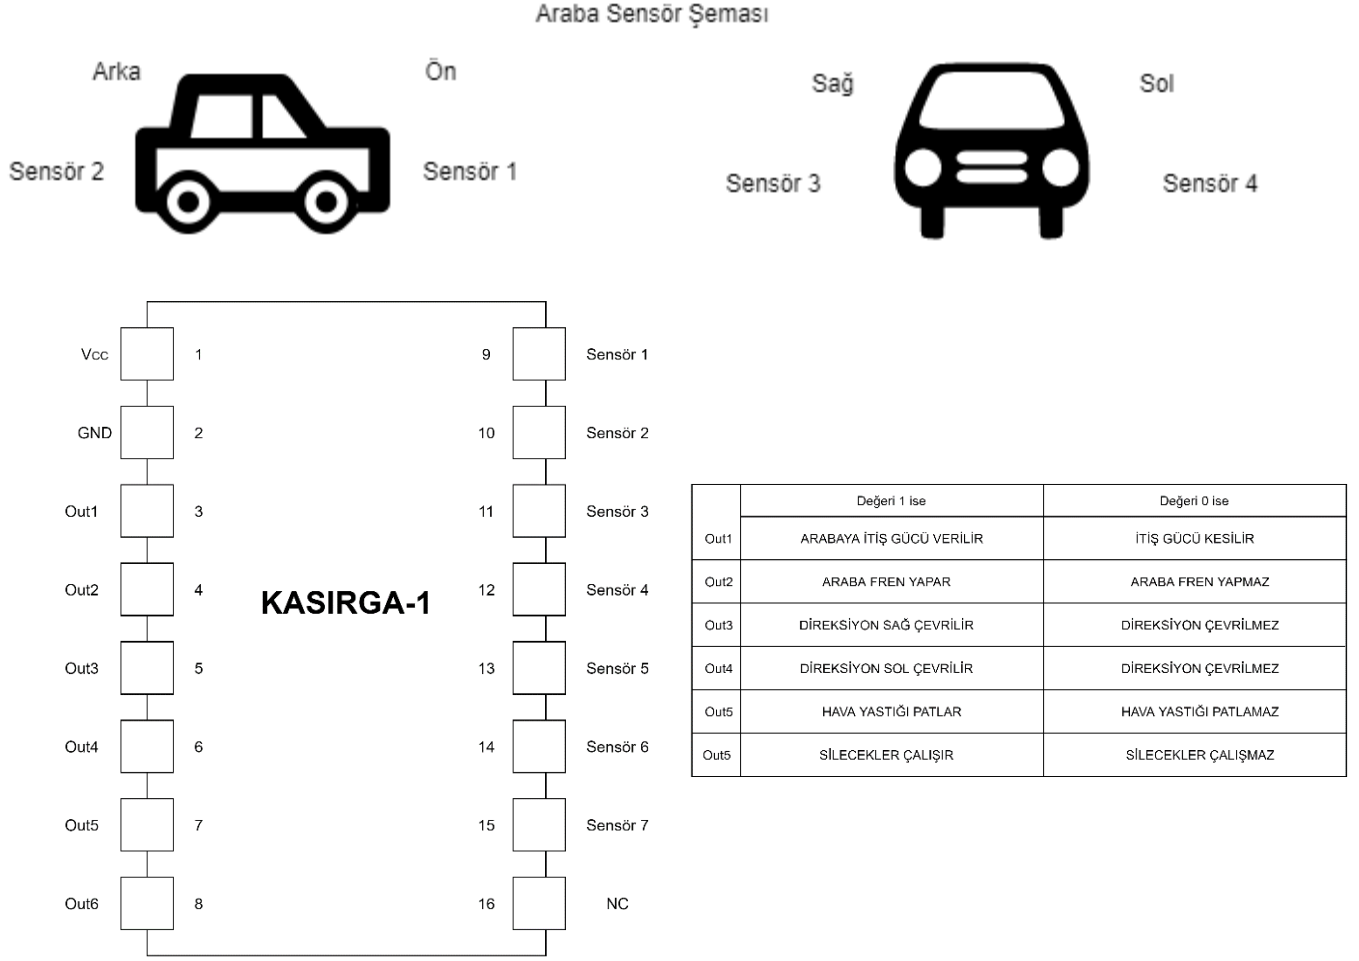 Araba Sensör Şeması
Arka
Ön
Sensör 2
Sensör 1
Sağ
Sol
Sensör 3
Sensör 4
Vcc 1
GND 2
Out1 3
Out2 4
Out3 5
Out4 6
Out5 7
Out6 8
KASIRGA-1
9 Sensör 1
10 Sensör 2
11 Sensör 3
12 Sensör 4
13 Sensör 5
14 Sensör 6
15 Sensör 7
16 NC
Değeri 1 ise Değeri 0 ise
Out1 ARABAYA İTİŞ GÜCÜ VERİLİR İTİŞ GÜCÜ KESİLİR
Out2 ARABA FREN YAPAR ARABA FREN YAPMAZ
Out3 DİREKSİYON SAĞ ÇEVRİLİR DİREKSİYON ÇEVRİLMEZ
Out4 DİREKSİYON SOL ÇEVRİLİR DİREKSİYON ÇEVRİLMEZ
Out5 HAVA YASTIĞI PATLAR HAVA YASTIĞI PATLAMAZ
Out5 SİLECEKLER ÇALIŞIR SİLECEKLER ÇALIŞMAZ